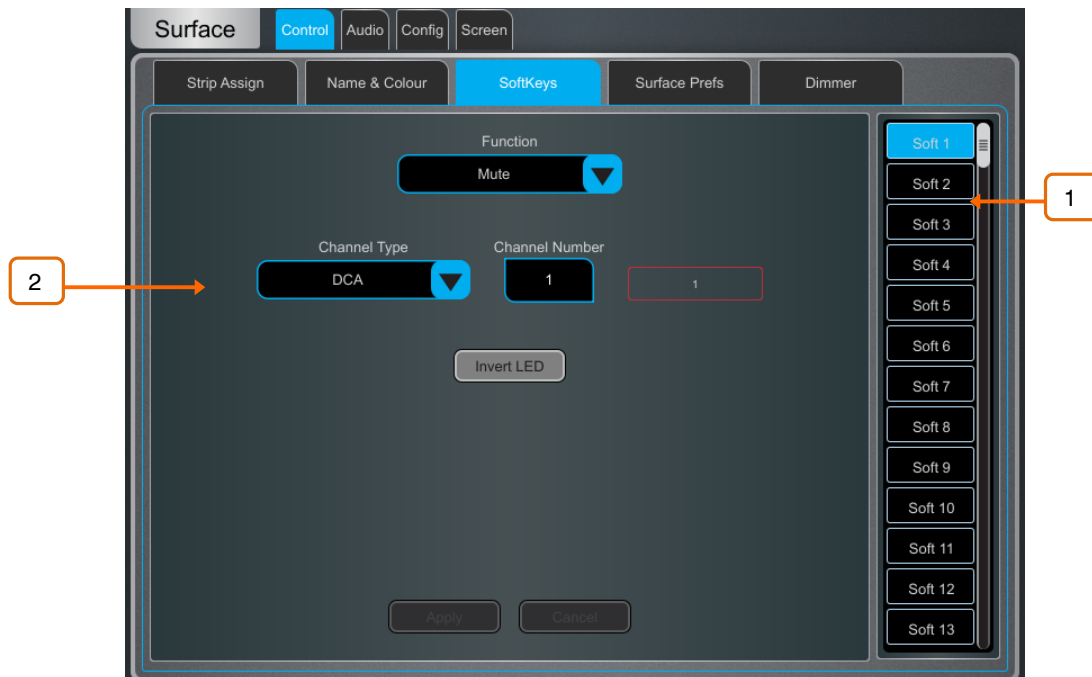 Surface Control Audio Config Screen
Strip Assign Name & Colour SoftKeys Surface Prefs Dimmer
Function
Mute
Channel Type Channel Number
DCA 1 1
Invert LED
Apply Cancel
Soft 1
Soft 2
Soft 3
Soft 4
Soft 5
Soft 6
Soft 7
Soft 8
Soft 9
Soft 10
Soft 11
Soft 12
Soft 13
1
2